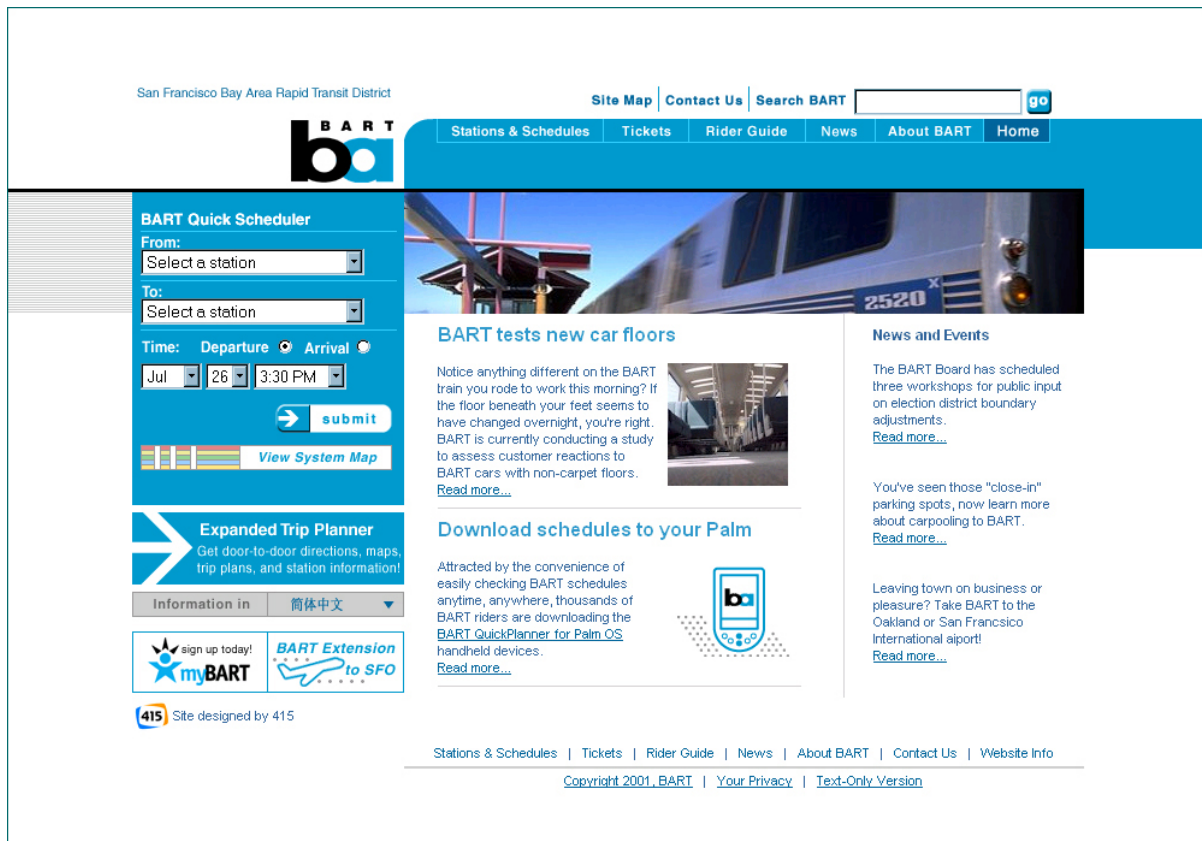 San Francisco Bay Area Rapid Transit District
Site Map
Contact Us
Search BART
go
BART
ba
Stations & Schedules
Tickets
Rider Guide
News
About BART
Home
BART Quick Scheduler
From:
Select a station
To:
Select a station
Time: Departure Arrival
Jul 26 3:30 PM
submit
View System Map
Expanded Trip Planner
Get door-to-door directions, maps,
trip plans, and station information!
Information in 简体中文
sign up today!
myBART
BART Extension
to SFO
415 Site designed by 415
2520 X
BART tests new car floors
Notice anything different on the BART
train you rode to work this morning? If
the floor beneath your feet seems to
have changed overnight, you're right.
BART is currently conducting a study
to assess customer reactions to
BART cars with non-carpet floors.
Read more...
Download schedules to your Palm
Attracted by the convenience of
easily checking BART schedules
anytime, anywhere, thousands of
BART riders are downloading the
BART QuickPlanner for Palm OS
handheld devices.
Read more...
ba
News and Events
The BART Board has scheduled
three workshops for public input
on election district boundary
adjustments.
Read more...
You've seen those "close-in"
parking spots, now learn more
about carpooling to BART.
Read more...
Leaving town on business or
pleasure? Take BART to the
Oakland or San Francsico
International aiport!
Read more...
Stations & Schedules | Tickets | Rider Guide | News | About BART | Contact Us | Website Info
Copyright 2001, BART | Your Privacy | Text-Only Version